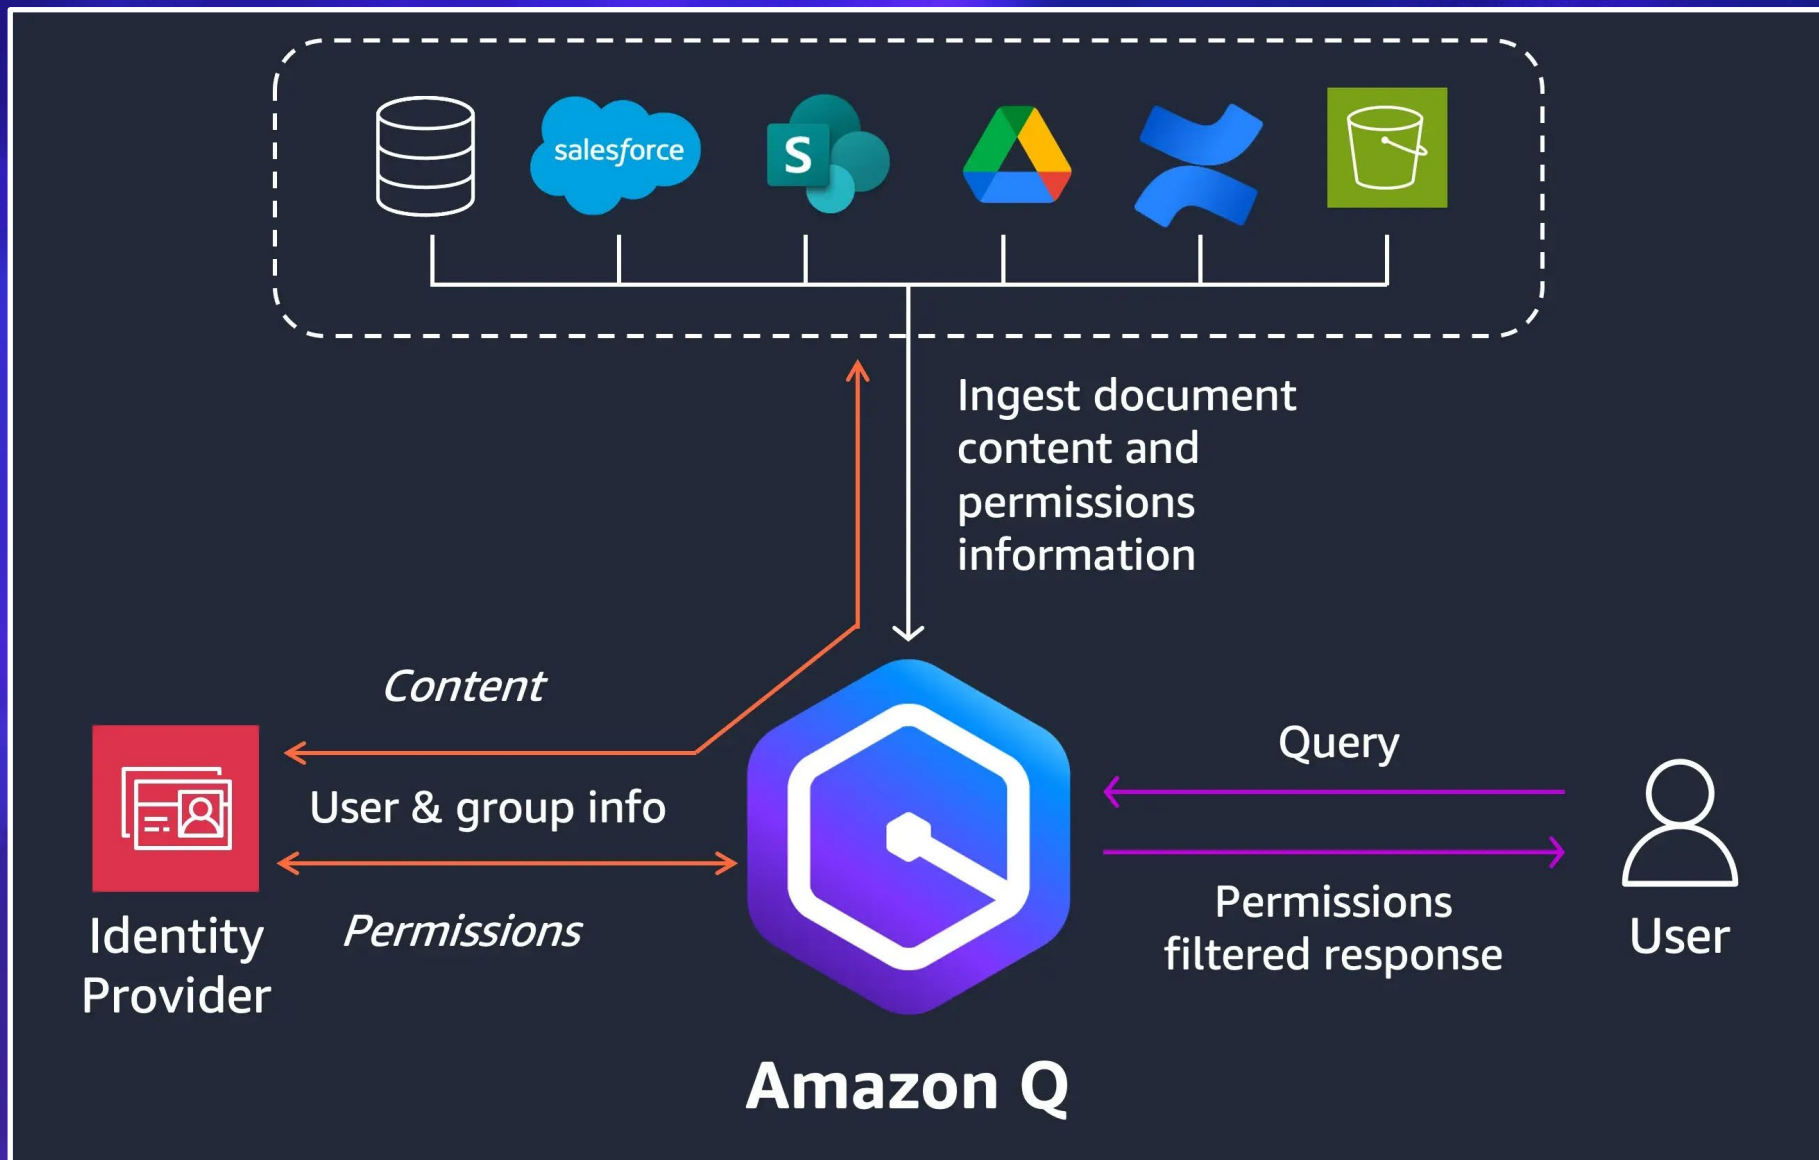 salesforce
S
Ingest document
content and
permissions
information
Content
User & group info
Permissions
Identity
Provider
Query
Permissions
filtered response
User
Amazon Q